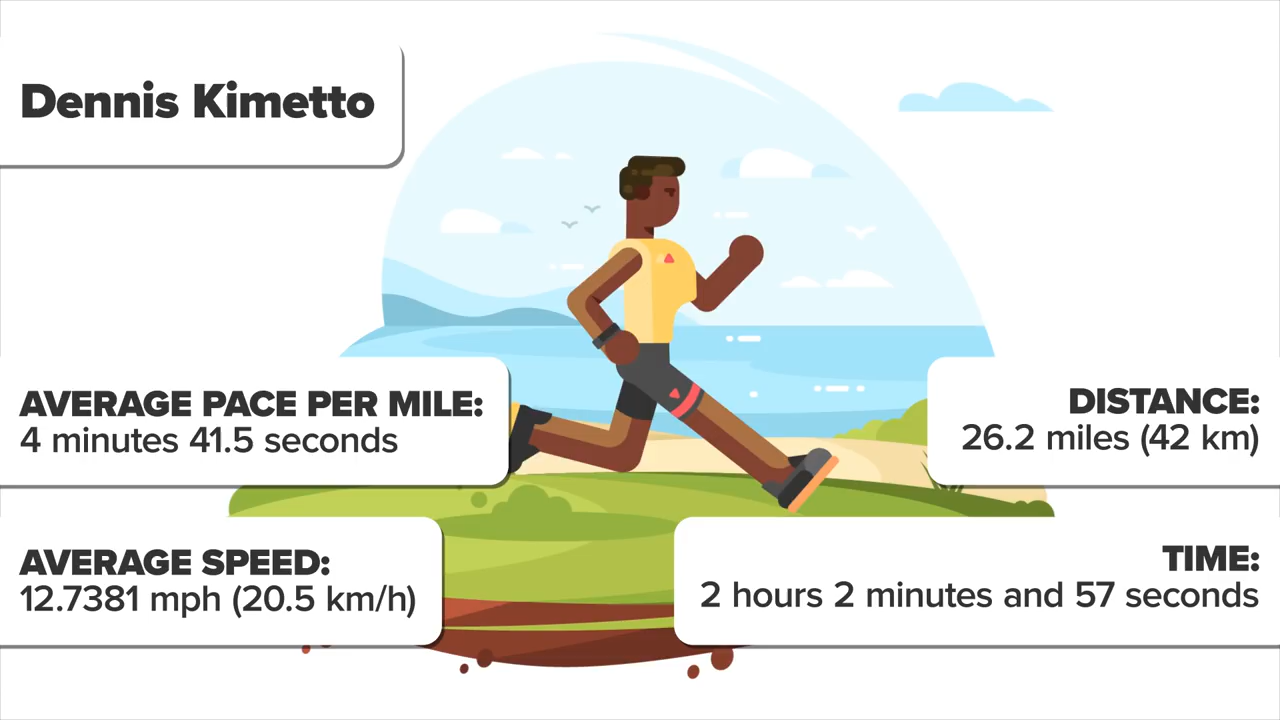 Dennis Kimetto
AVERAGE PACE PER MILE:
4 minutes 41.5 seconds
DISTANCE:
26.2 miles (42 km)
AVERAGE SPEED:
12.7381 mph (20.5 km/h)
TIME:
2 hours 2 minutes and 57 seconds